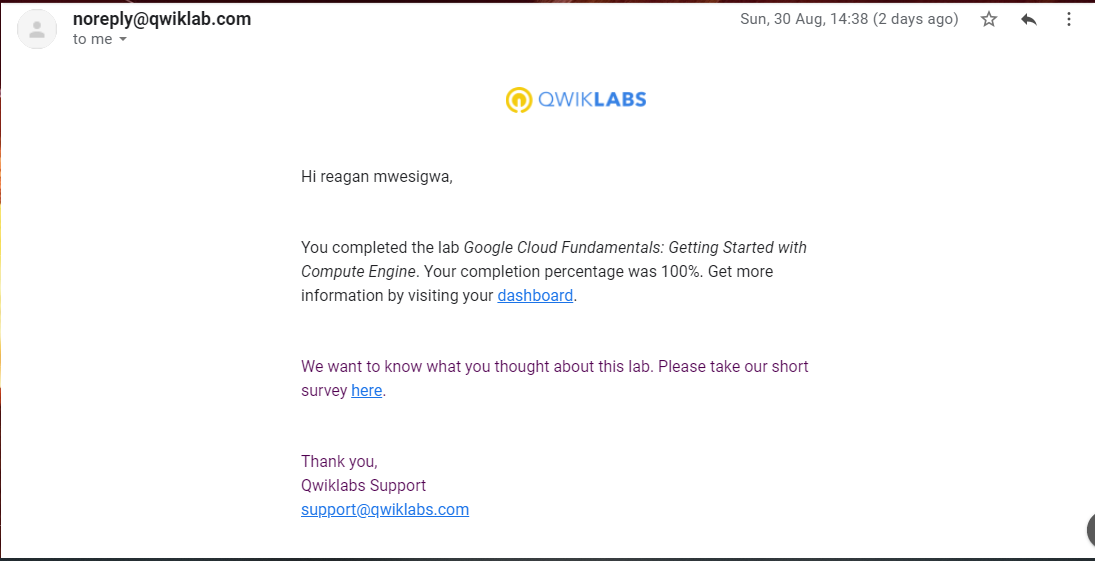 noreply@qwiklab.com
Sun, 30 Aug, 14:38 (2 days ago)
to me
QWIKLABS
Hi reagan mwesigwa,
You completed the lab Google Cloud Fundamentals: Getting Started with
Compute Engine. Your completion percentage was 100%. Get more
information by visiting your dashboard.
We want to know what you thought about this lab. Please take our short
survey here.
Thank you,
Qwiklabs Support
support@qwiklabs.com